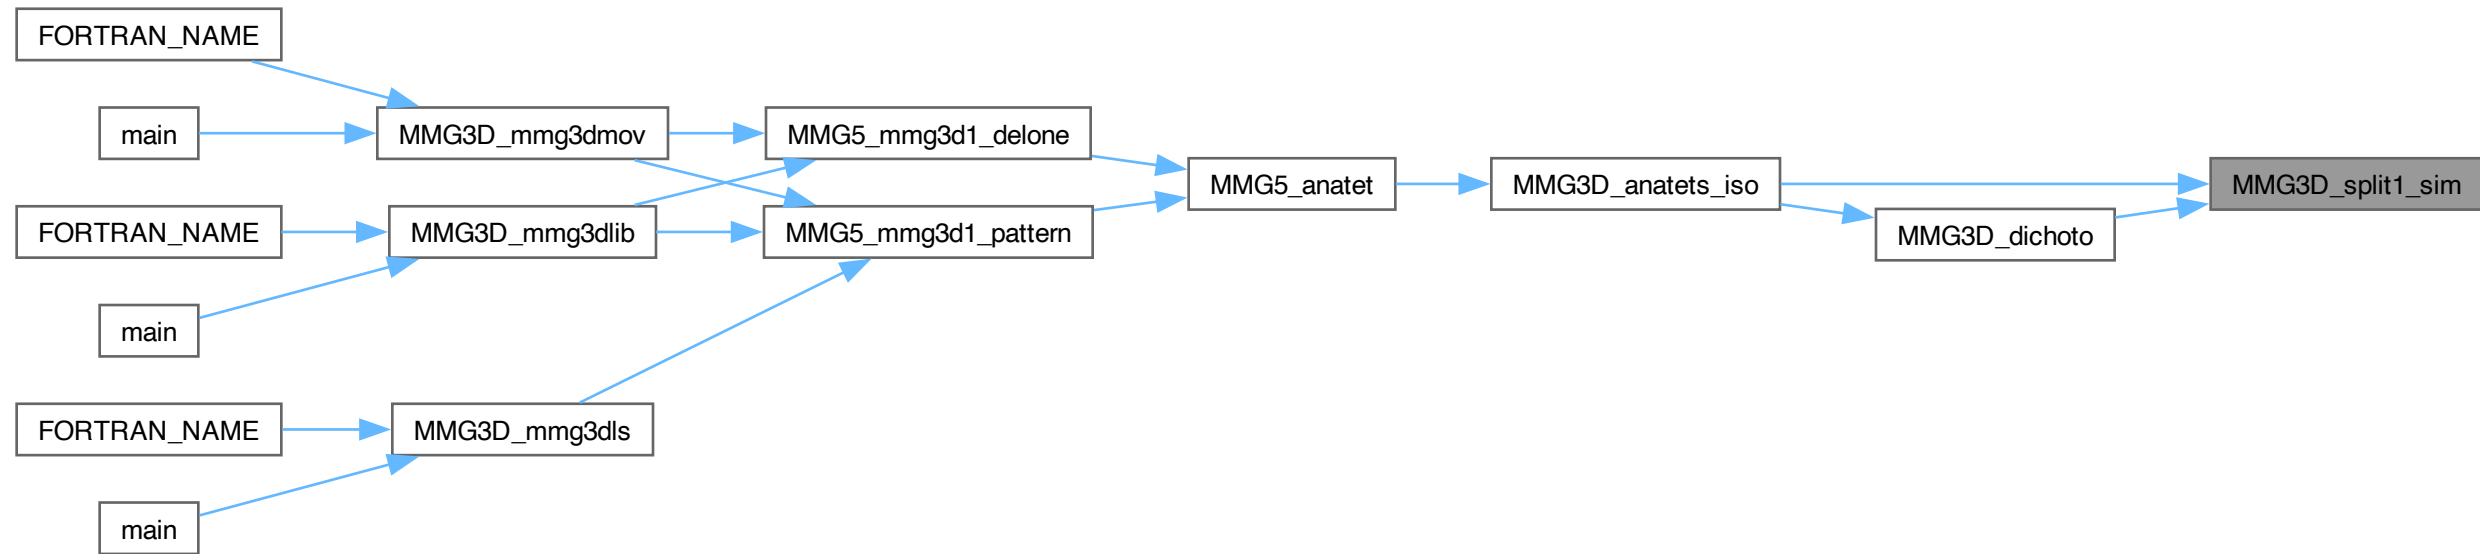 FORTRAN_NAME
main
MMG3D_mmg3dmov
MMG5_mmg3d1_delone
MMG5_anatet
MMG3D_anatets_iso
MMG3D_split1_sim
FORTRAN_NAME
MMG3D_mmg3dlib
MMG5_mmg3d1_pattern
MMG3D_dichoto
main
FORTRAN_NAME
MMG3D_mmg3dls
main